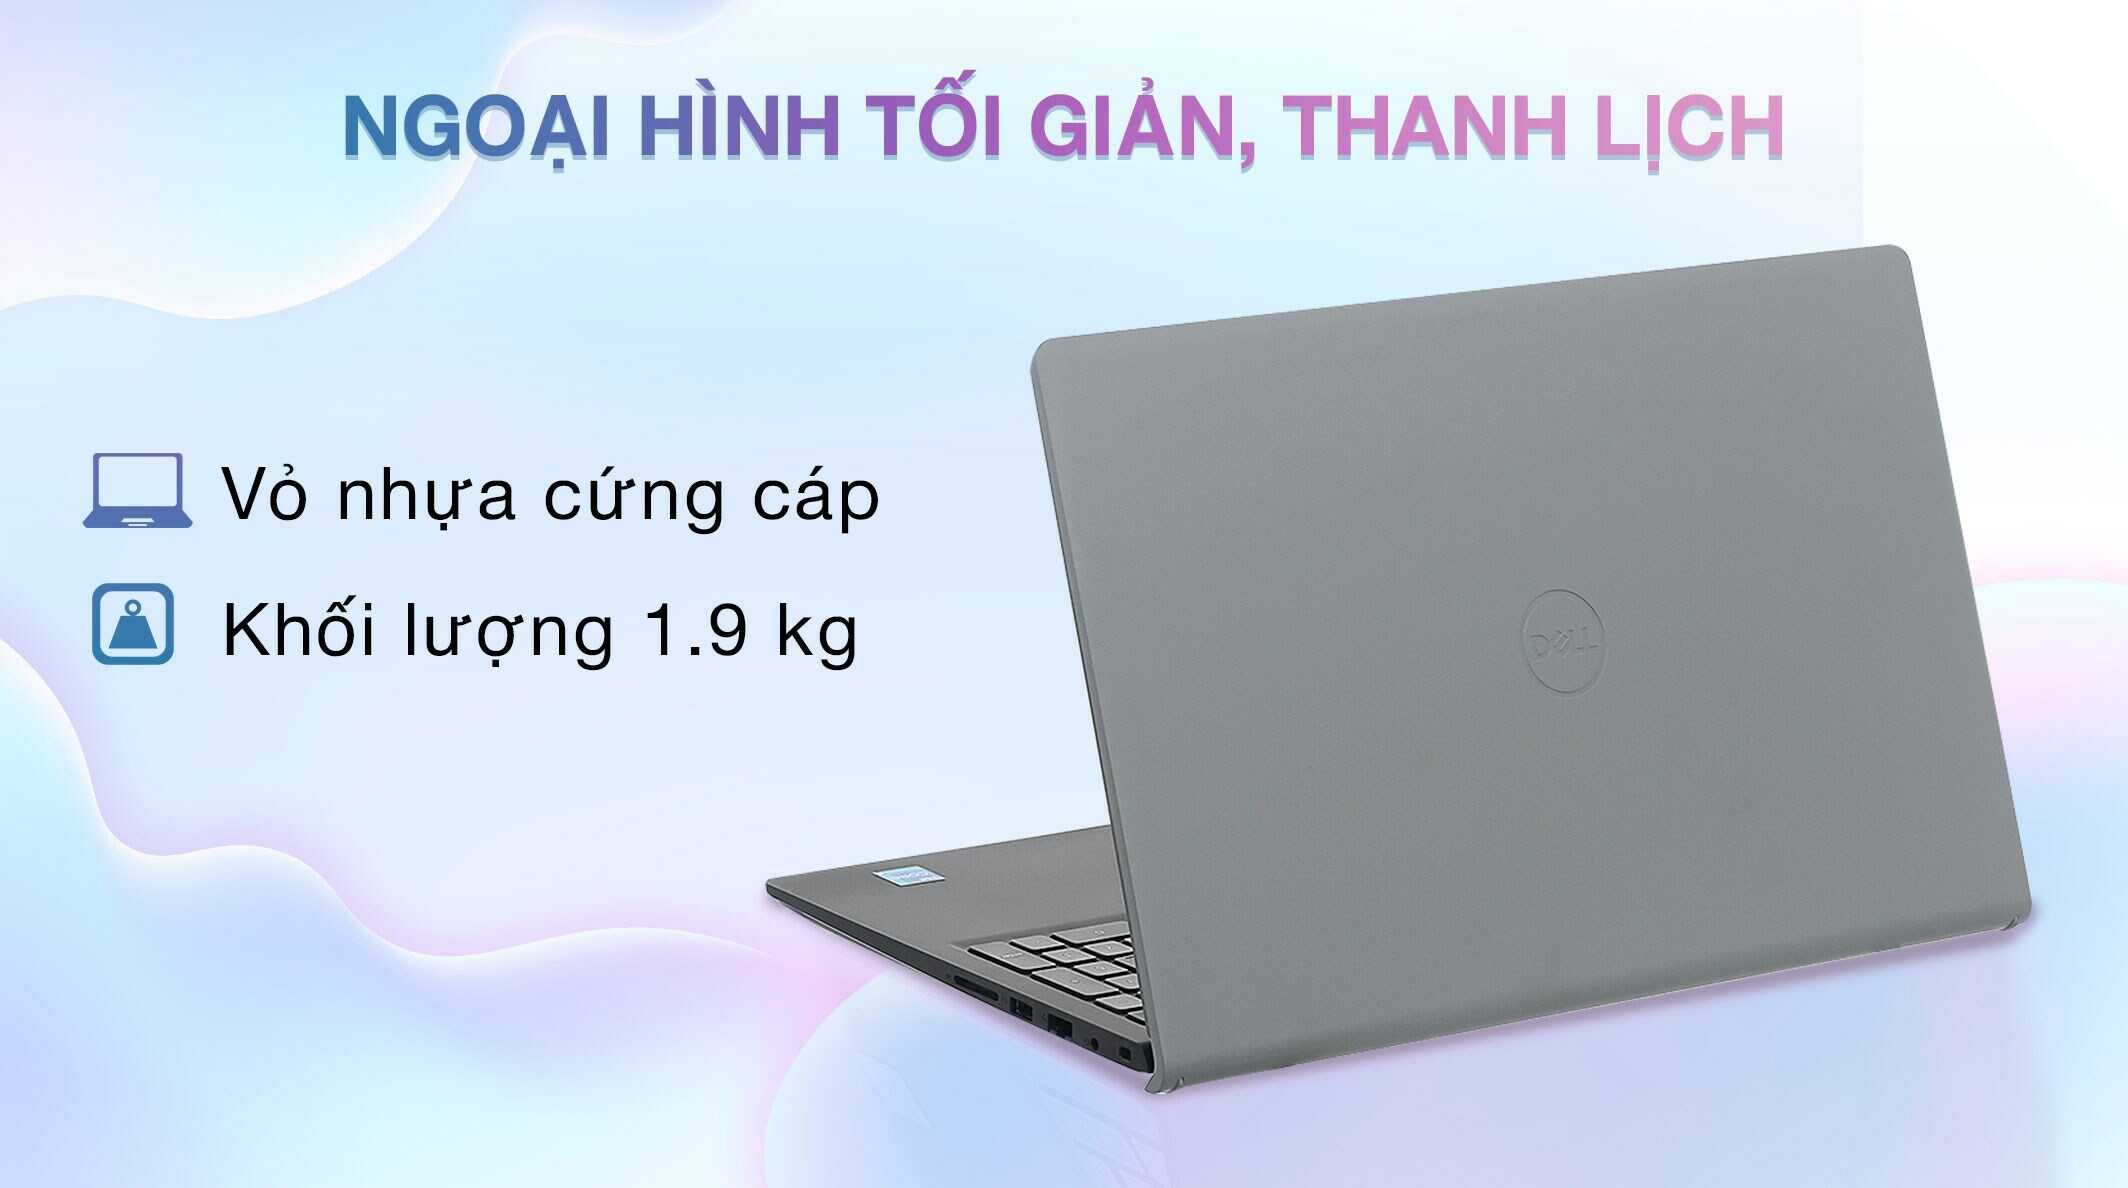 NGOẠI HÌNH TỐI GIẢN, THANH LỊCH
Vỏ nhựa cứng cáp
Khối lượng 1.9 kg
DELL